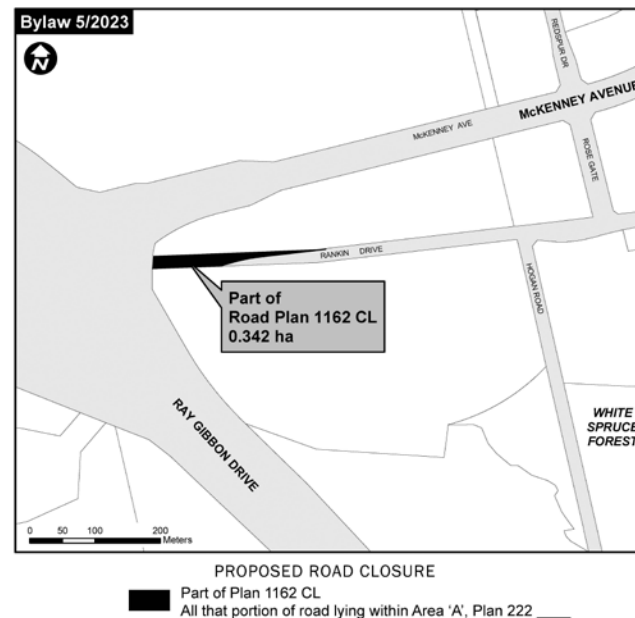 Bylaw 5/2023
N
REDSPUR DR
McKENNEY AVENUE
McKENNEY AVE
ROSE GATE
RANKIN DRIVE
HOGAN ROAD
Part of
Road Plan 1162 CL
0.342 ha
RAY GIBBON DRIVE
WHITE
SPRUCE
FOREST
0 50 100 200
Meters
PROPOSED ROAD CLOSURE
Part of Plan 1162 CL
All that portion of road lying within Area ‘A’, Plan 222 ____